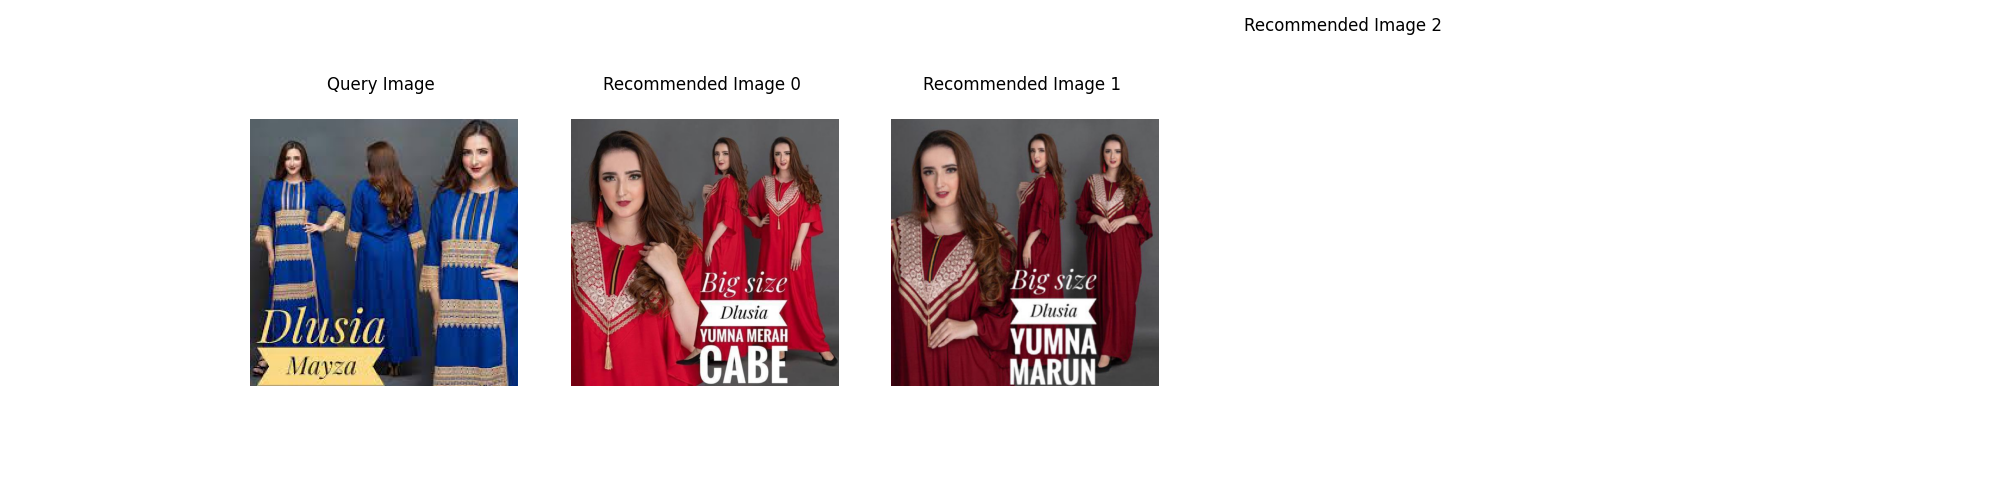 Recommended Image 2
Query Image
Recommended Image 0
Recommended Image 1
Dlusia
Mayza
Big size
Dlusia
YUMNA MERAH
CABE
Big size
Dlusia
YUMNA
MARUN